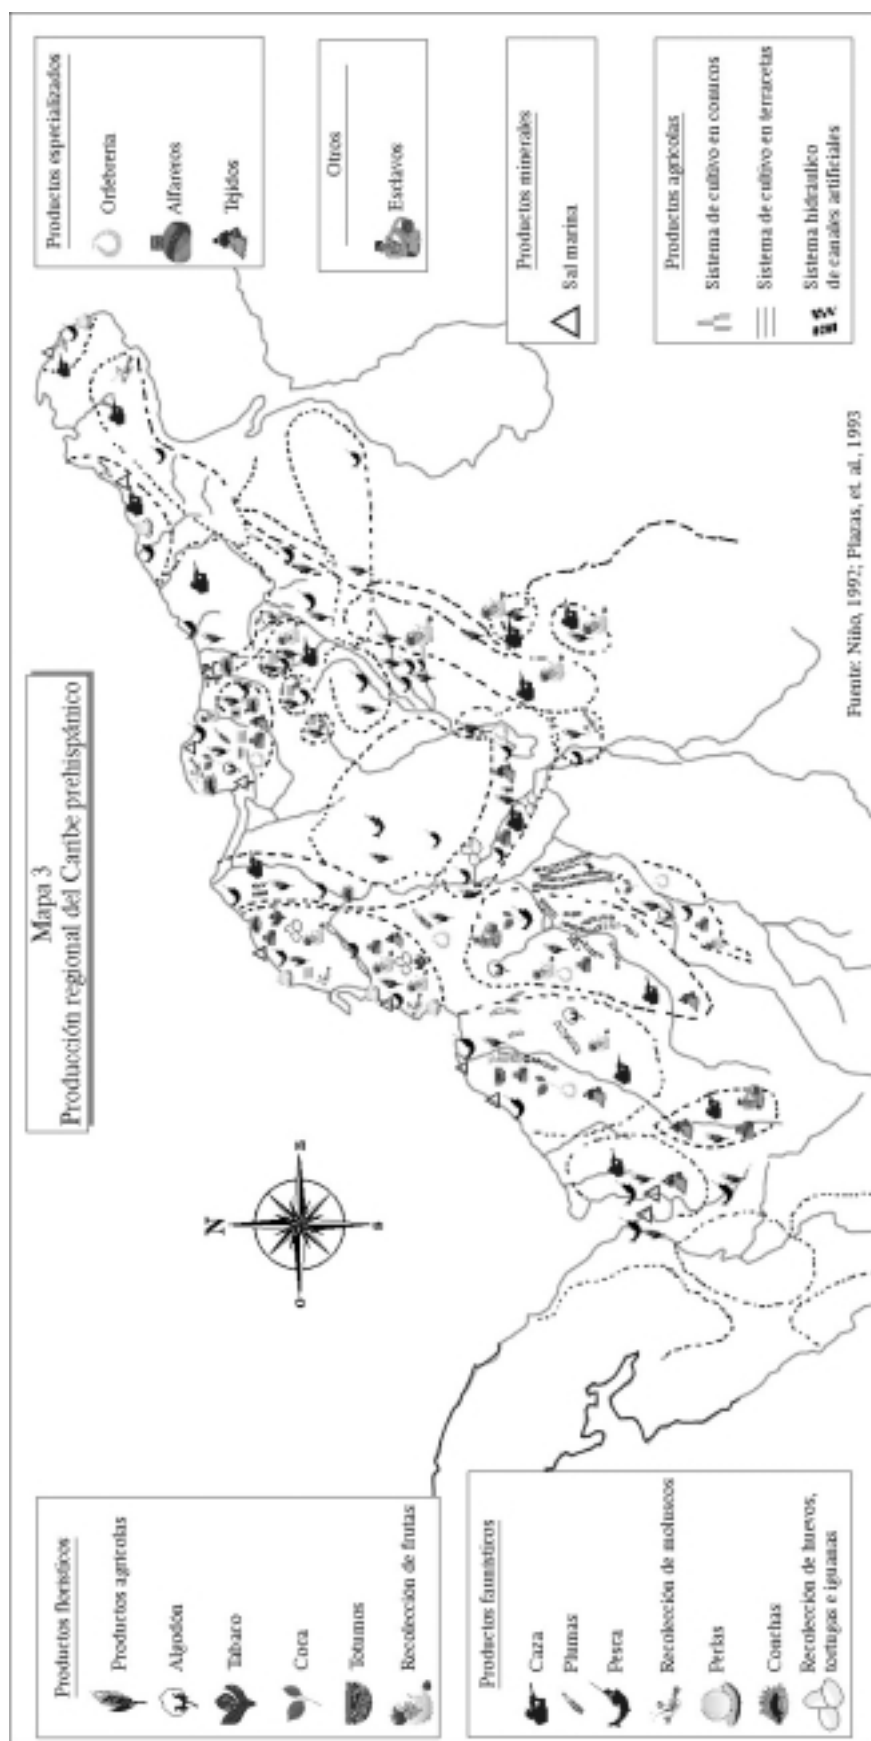 Mapa 3
Producción regional del Caribe prehispánico
N
o
Productos florísticos
Productos agrícolas
Algodón
Tabaco
Coca
Totumos
Recolección de frutas
Productos faunísticos
Caza
Plumas
Pesca
Recolección de moluscos
Perlas
Conchas
Recolección de huevos,
tortugas e iguanas
Productos especializados
Orfebrería
Alfareros
Tejidos
Otros
Esclavos
Productos minerales
Sal marina
Productos agrícolas
Sistema de cultivo en conucos
Sistema de cultivo en terracetas
Sistema hidráulico
de canales artificiales
Fuente: Niño, 1992; Plazas, et. al., 1993